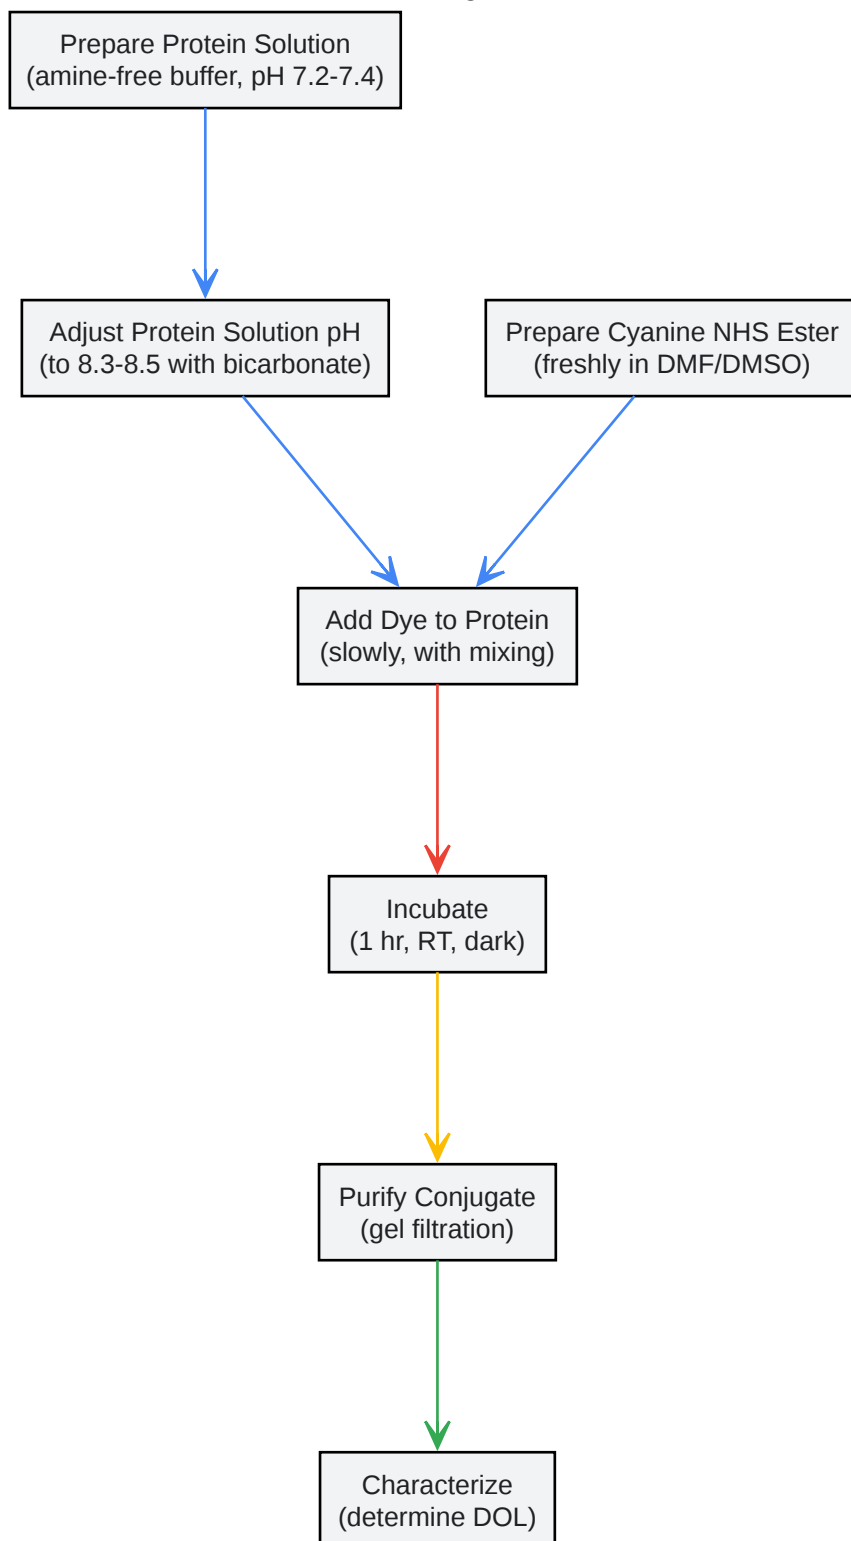 Prepare Protein Solution
(amine-free buffer, pH 7.2-7.4)
Adjust Protein Solution pH
(to 8.3-8.5 with bicarbonate)
Prepare Cyanine NHS Ester
(freshly in DMF/DMSO)
Add Dye to Protein
(slowly, with mixing)
Incubate
(1 hr, RT, dark)
Purify Conjugate
(gel filtration)
Characterize
(determine DOL)